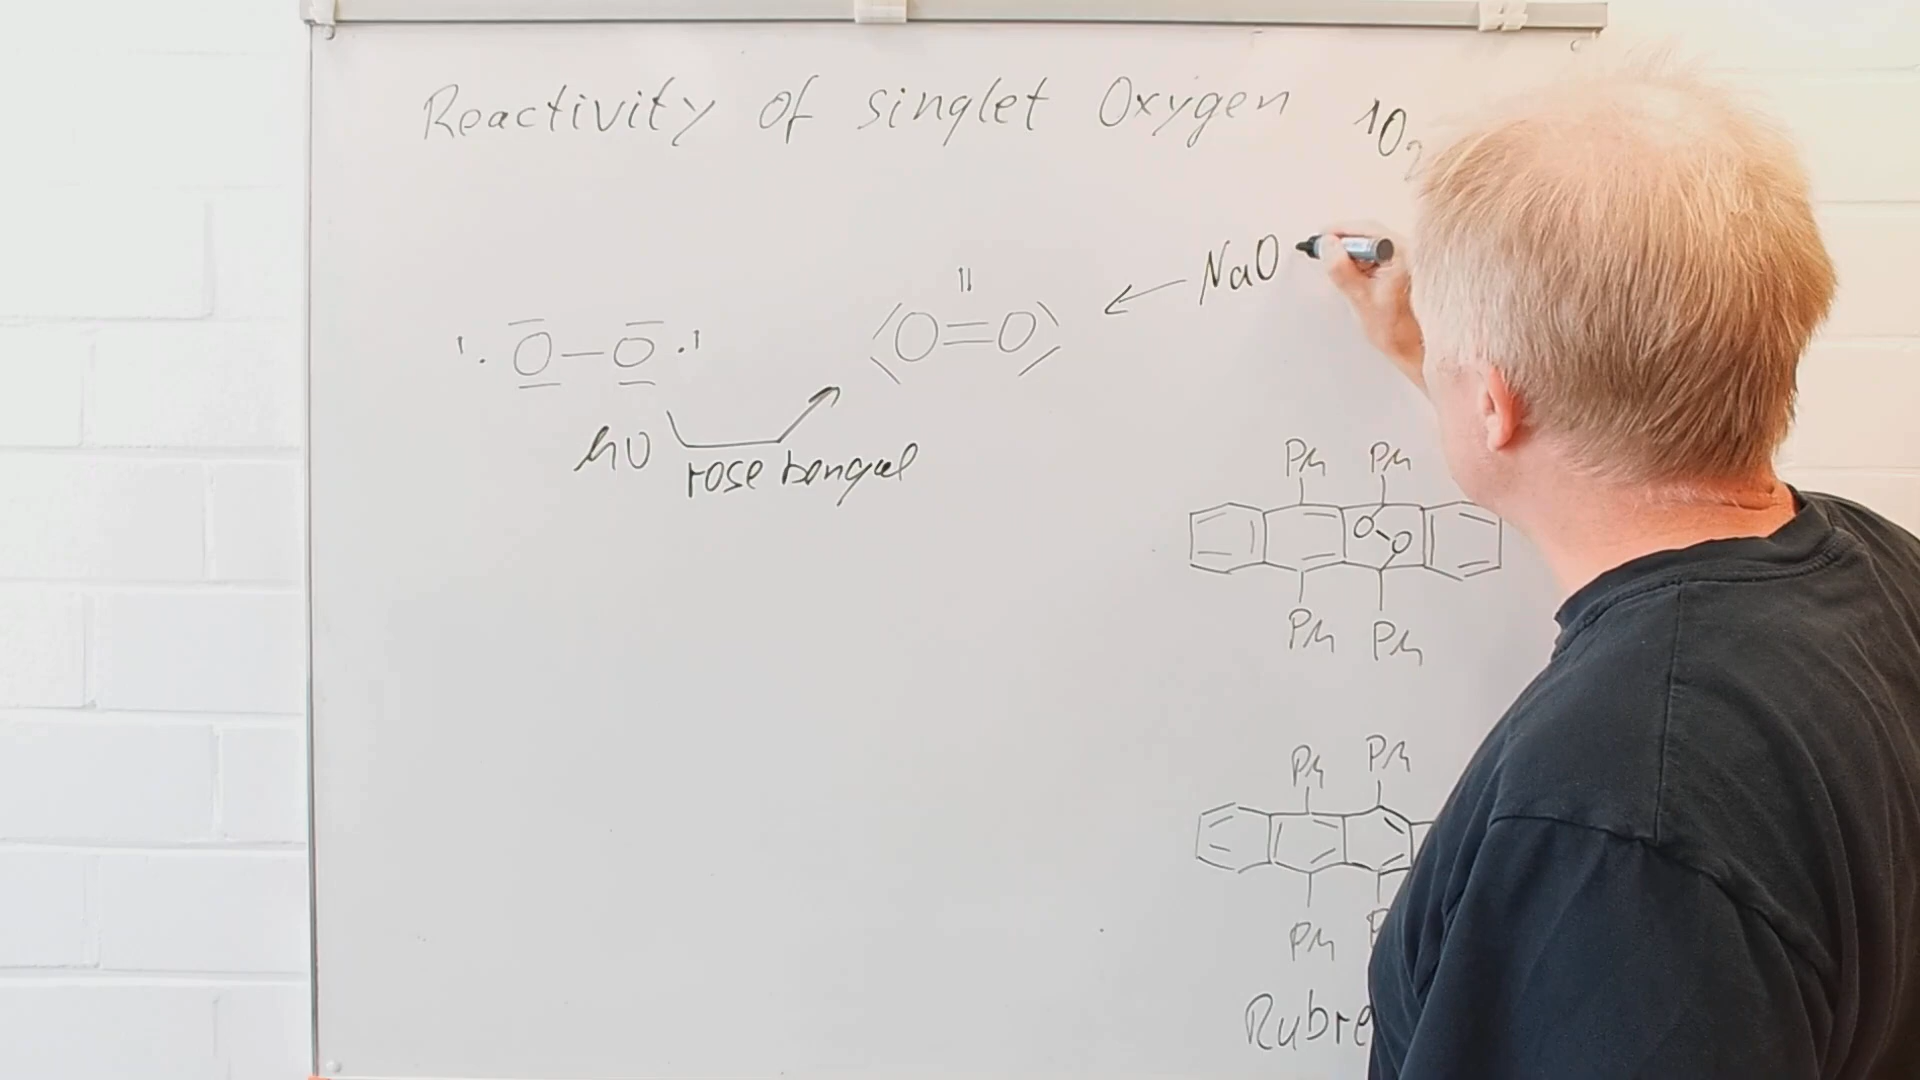 Reactivity of singlet Oxygen ¹O₂
NaO
O O
O=O
hν
rose bengal
Ph Ph
O O
Ph Ph
Ph Ph
Ph
Rubre